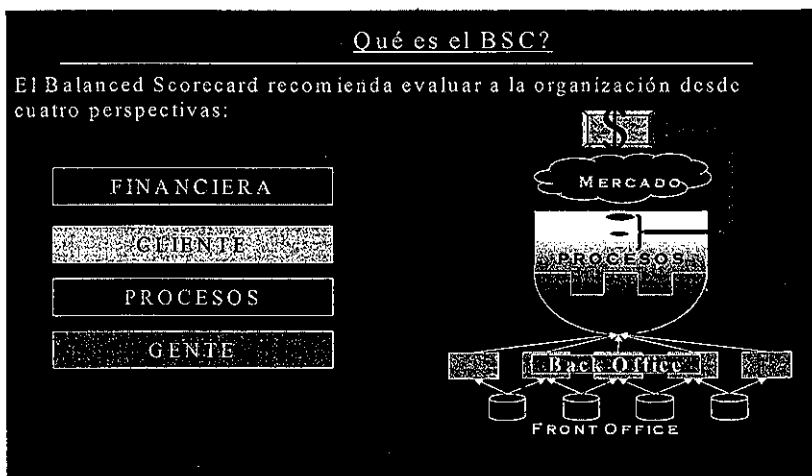 Qué es el BSC?
El Balanced Scorecard recomienda evaluar a la organización desde
cuatro perspectivas:
$
MERCADO
FINANCIERA
CLIENTE
PROCESOS
PROCESOS
GENTE
Back Office
FRONT OFFICE